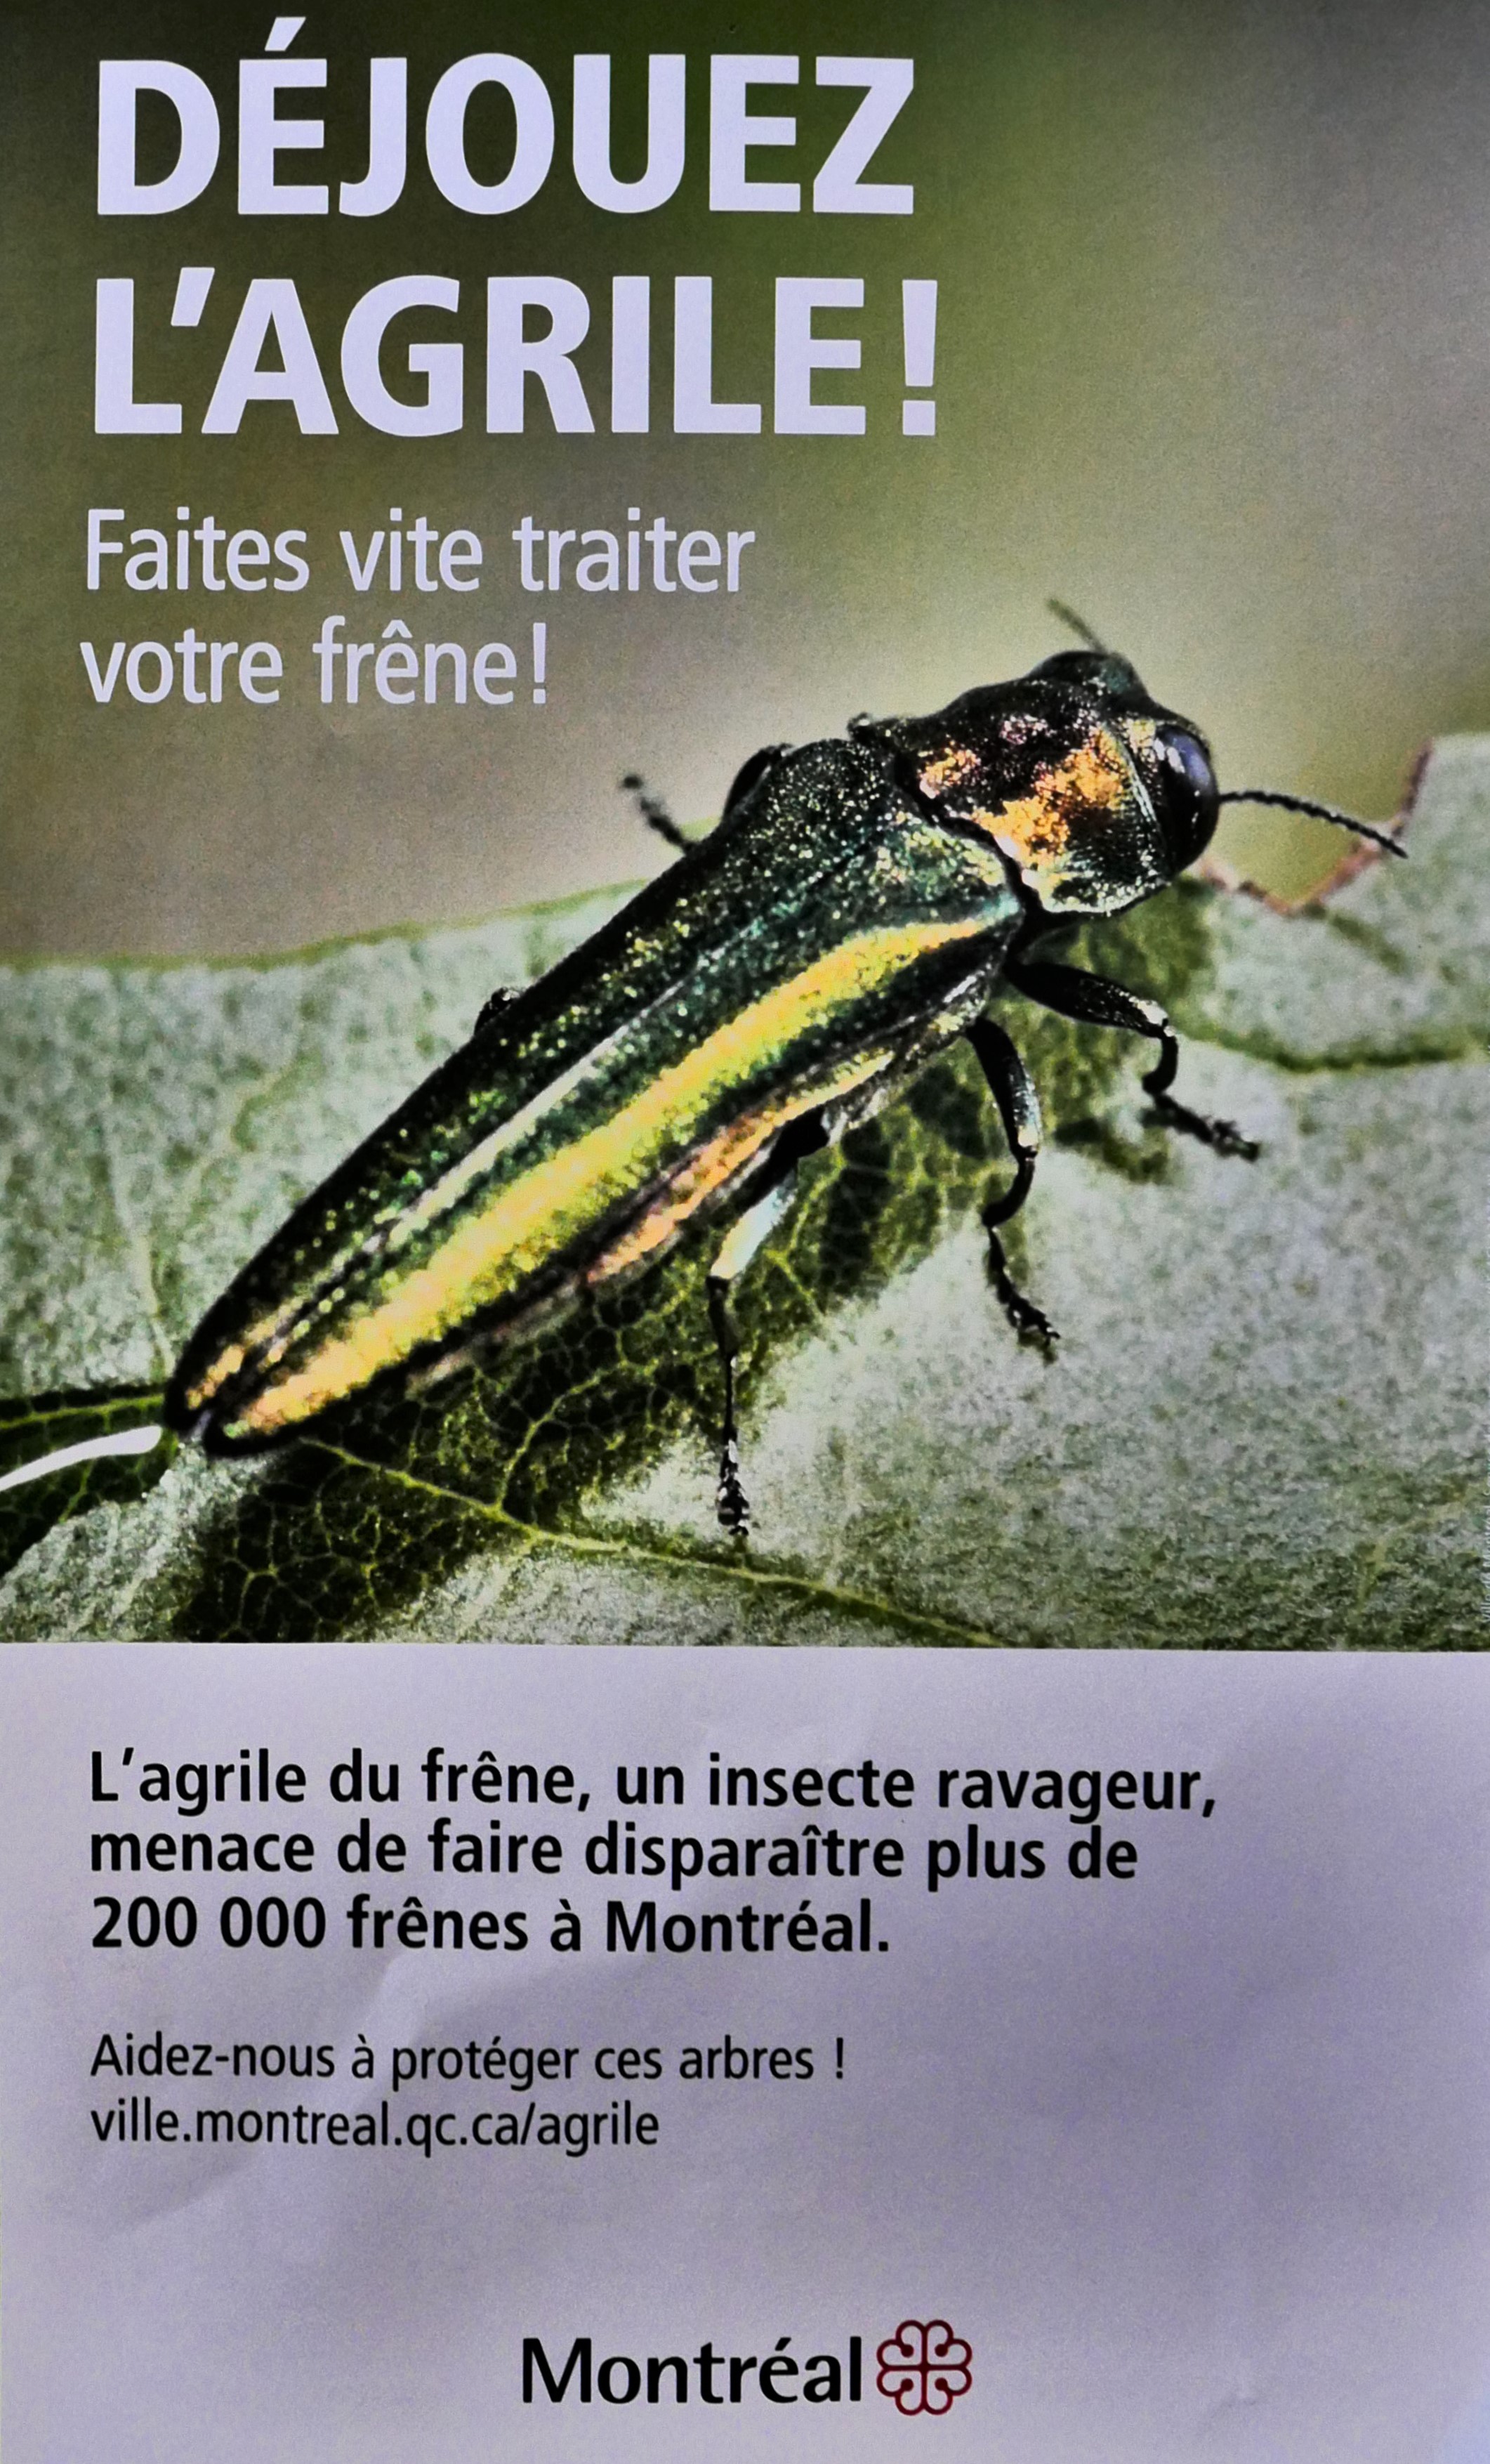 DÉJOUEZ
L'AGRILE !
Faites vite traiter
votre frêne !
L'agrile du frêne, un insecte ravageur,
menace de faire disparaître plus de
200 000 frênes à Montréal.
Aidez-nous à protéger ces arbres !
ville.montreal.qc.ca/agrile
Montréal